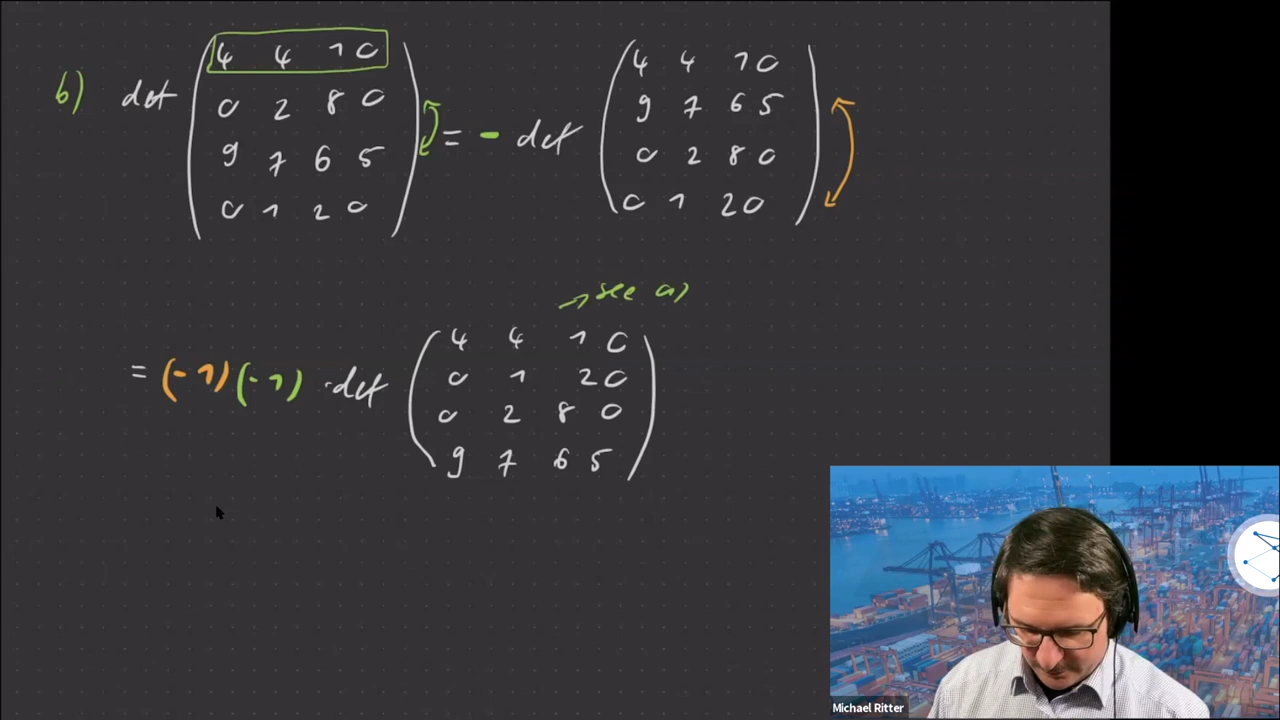 b) det ( 4 4 1 0 ) = - det ( 4 4 1 0 )
0 2 8 0    9 7 6 5
9 7 6 5    0 2 8 0
0 1 2 0    0 1 2 0
→ see a)
= (-1) (-1) · det ( 4 4 1 0 )
0 1 2 0
0 2 8 0
9 7 6 5
Michael Ritter